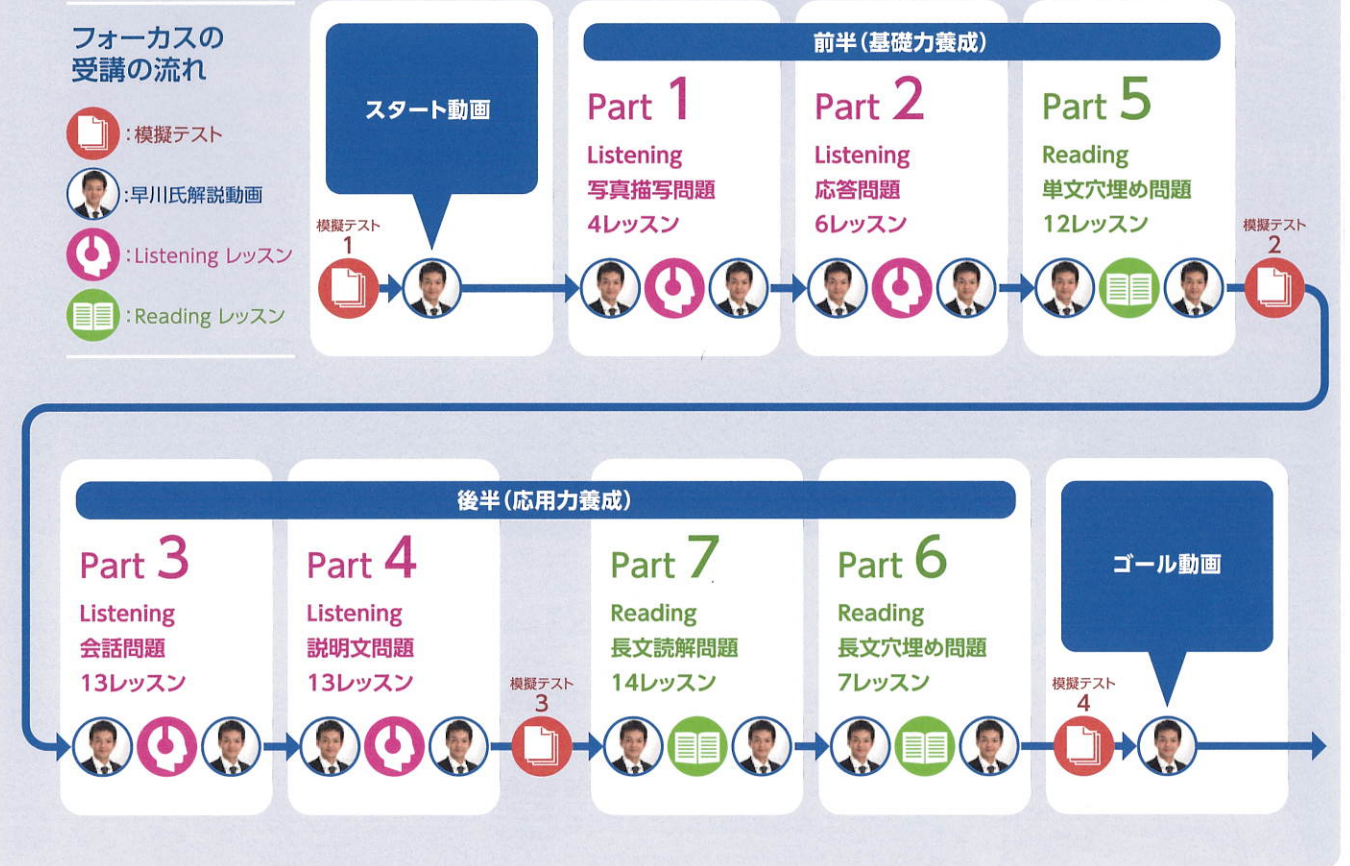 フォーカスの
受講の流れ
:模擬テスト
:早川氏解説動画
:Listening レッスン
:Reading レッスン
スタート動画
模擬テスト
1
前半(基礎力養成)
Part 1
Listening
写真描写問題
4レッスン
Part 2
Listening
応答問題
6レッスン
Part 5
Reading
単文穴埋め問題
12レッスン
模擬テスト
2
後半(応用力養成)
Part 3
Listening
会話問題
13レッスン
Part 4
Listening
説明文問題
13レッスン
模擬テスト
3
Part 7
Reading
長文読解問題
14レッスン
Part 6
Reading
長文穴埋め問題
7レッスン
模擬テスト
4
ゴール動画